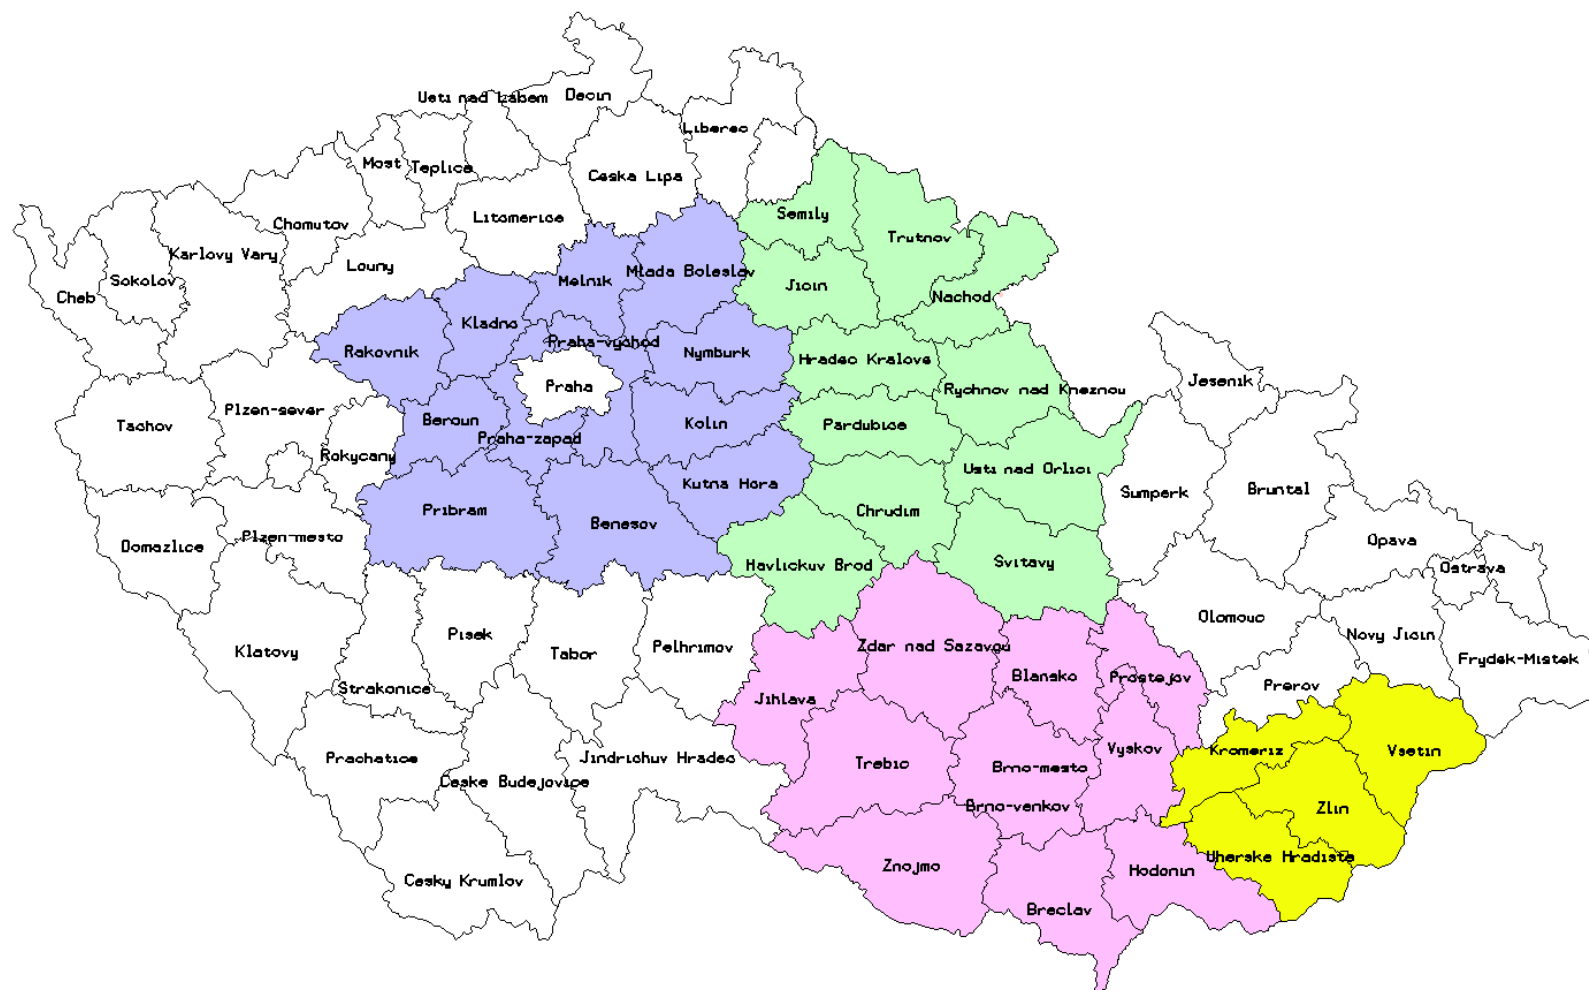 Usti nad Labem
Decin
Liberec
Most
Teplice
Ceska Lipa
Chomutov
Litomerice
Semily
Trutnov
Karlovy Vary
Louny
Melnik
Mlada Boleslav
Jicin
Sokolov
Cheb
Nachod
Kladno
Rakovnik
Praha-vychod
Nymburk
Hradec Kralove
Praha
Rychnov nad Kneznou
Jesenik
Tachov
Plzen-sever
Beroun
Kolin
Pardubice
Praha-zapad
Rokycany
Kutna Hora
Usti nad Orlici
Sumperk
Bruntal
Pribram
Benesov
Chrudim
Domazlice
Plzen-mesto
Opava
Havlickuv Brod
Svitavy
Ostrava
Olomouc
Pisek
Novy Jicin
Klatovy
Tabor
Pelhrimov
Zdar nad Sazavou
Frydek-Mistek
Strakonice
Blansko
Prostejov
Prerov
Jihlava
Prachatice
Jindrichuv Hradec
Trebic
Vyskov
Kromeriz
Vsetin
Brno-mesto
Ceske Budejovice
Brno-venkov
Zlin
Uherske Hradiste
Znojmo
Hodonin
Cesky Krumlov
Breclav